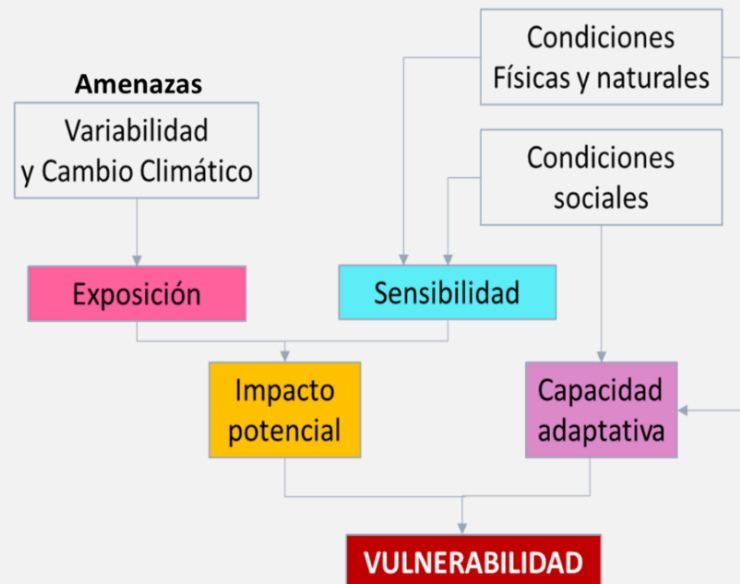 Condiciones
Físicas y naturales
Amenazas
Variabilidad
y Cambio Climático
Condiciones
sociales
Exposición
Sensibilidad
Impacto
potencial
Capacidad
adaptativa
VULNERABILIDAD